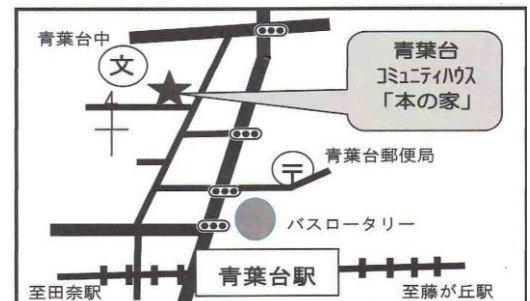 青葉台中
文
青葉台
コミュニティハウス
「本の家」
青葉台郵便局
〒
バスロータリー
青葉台駅
至田奈駅
至藤が丘駅